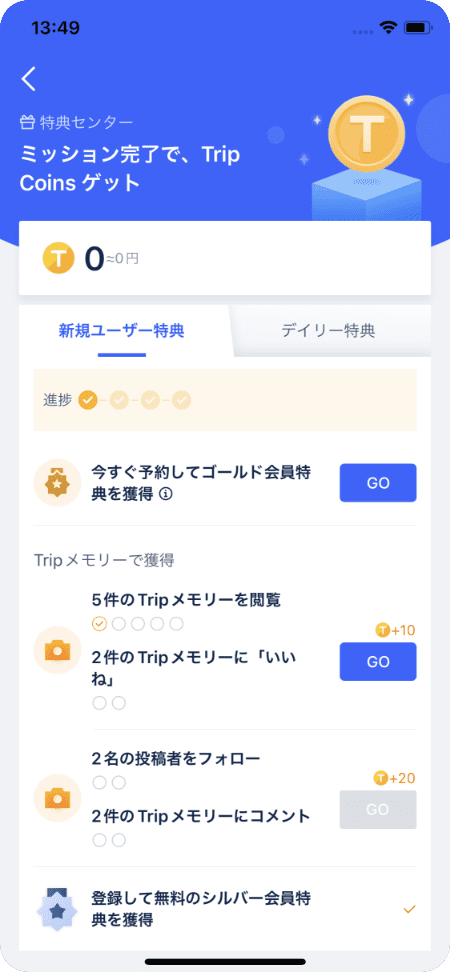 13:49
特典センター
ミッション完了で、Trip
Coins ゲット
T
T 0 ≈0円
新規ユーザー特典 デイリー特典
進捗
今すぐ予約してゴールド会員特
典を獲得
GO
Tripメモリーで獲得
5件のTripメモリーを閲覧
2件のTripメモリーに「いい
ね」
T+10
GO
2名の投稿者をフォロー
2件のTripメモリーにコメント
T+20
GO
登録して無料のシルバー会員特
典を獲得